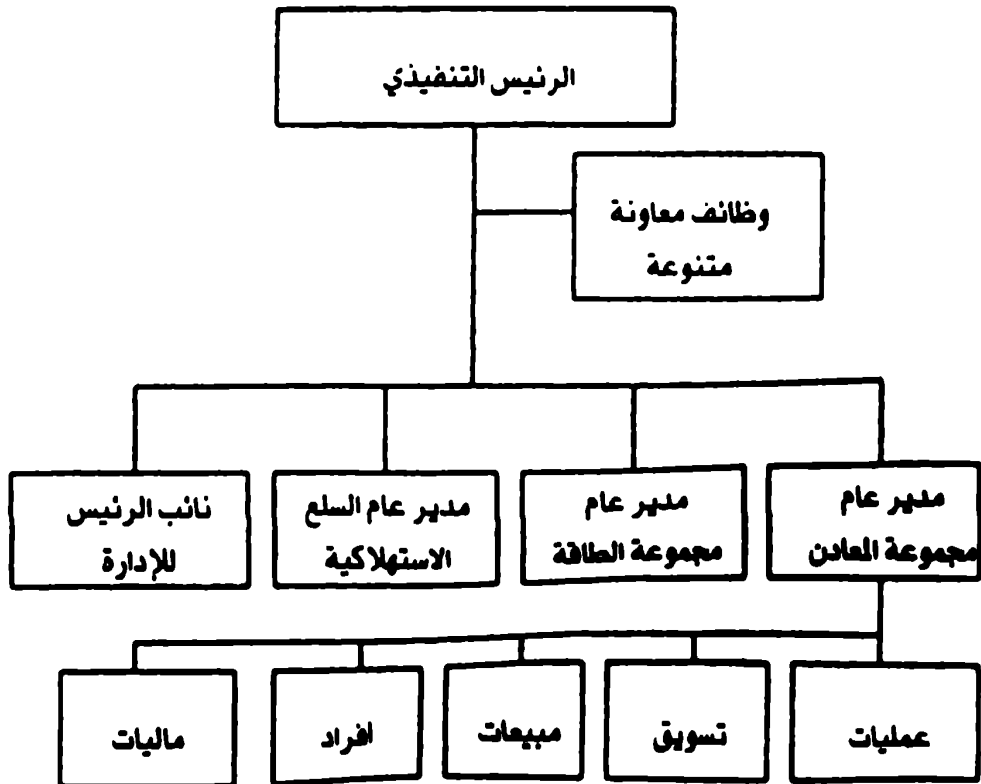 الرئيس التنفيذي
وظائف معاونة
متنوعة
مدير عام
مجموعة المعادن
مدير عام
مجموعة الطاقة
مدير عام السلع
الاستهلاكية
نائب الرئيس
للإدارة
عمليات
تسويق
مبيعات
افراد
ماليات